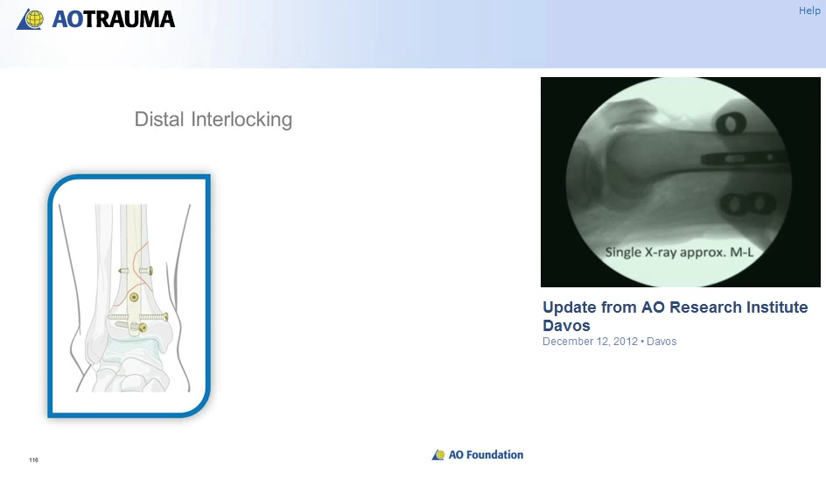 AOTRAUMA
Help
Distal Interlocking
Single X-ray approx. M-L
Update from AO Research Institute
Davos
December 12, 2012 • Davos
116
AO Foundation